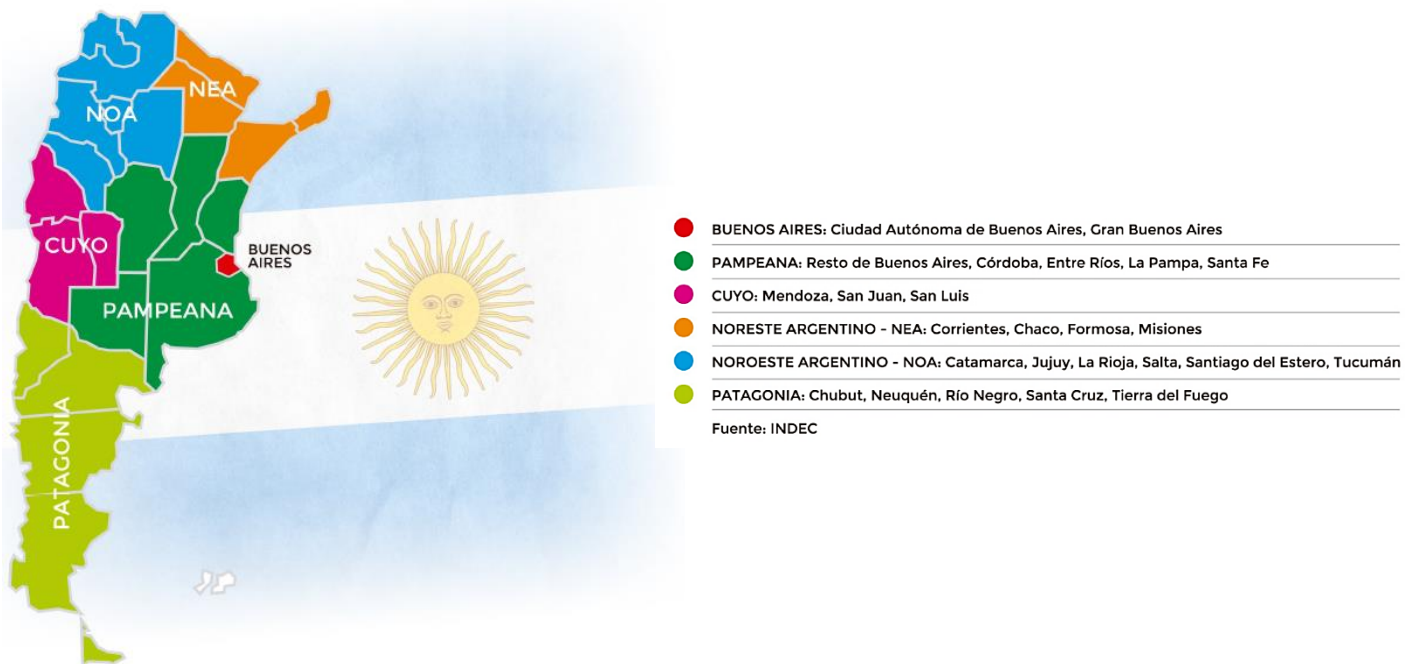 NEA
NOA
CUYO
BUENOS
AIRES
PAMPEANA
PATAGONIA
BUENOS AIRES: Ciudad Autónoma de Buenos Aires, Gran Buenos Aires
PAMPEANA: Resto de Buenos Aires, Córdoba, Entre Ríos, La Pampa, Santa Fe
CUYO: Mendoza, San Juan, San Luis
NORESTE ARGENTINO - NEA: Corrientes, Chaco, Formosa, Misiones
NOROESTE ARGENTINO - NOA: Catamarca, Jujuy, La Rioja, Salta, Santiago del Estero, Tucumán
PATAGONIA: Chubut, Neuquén, Río Negro, Santa Cruz, Tierra del Fuego
Fuente: INDEC